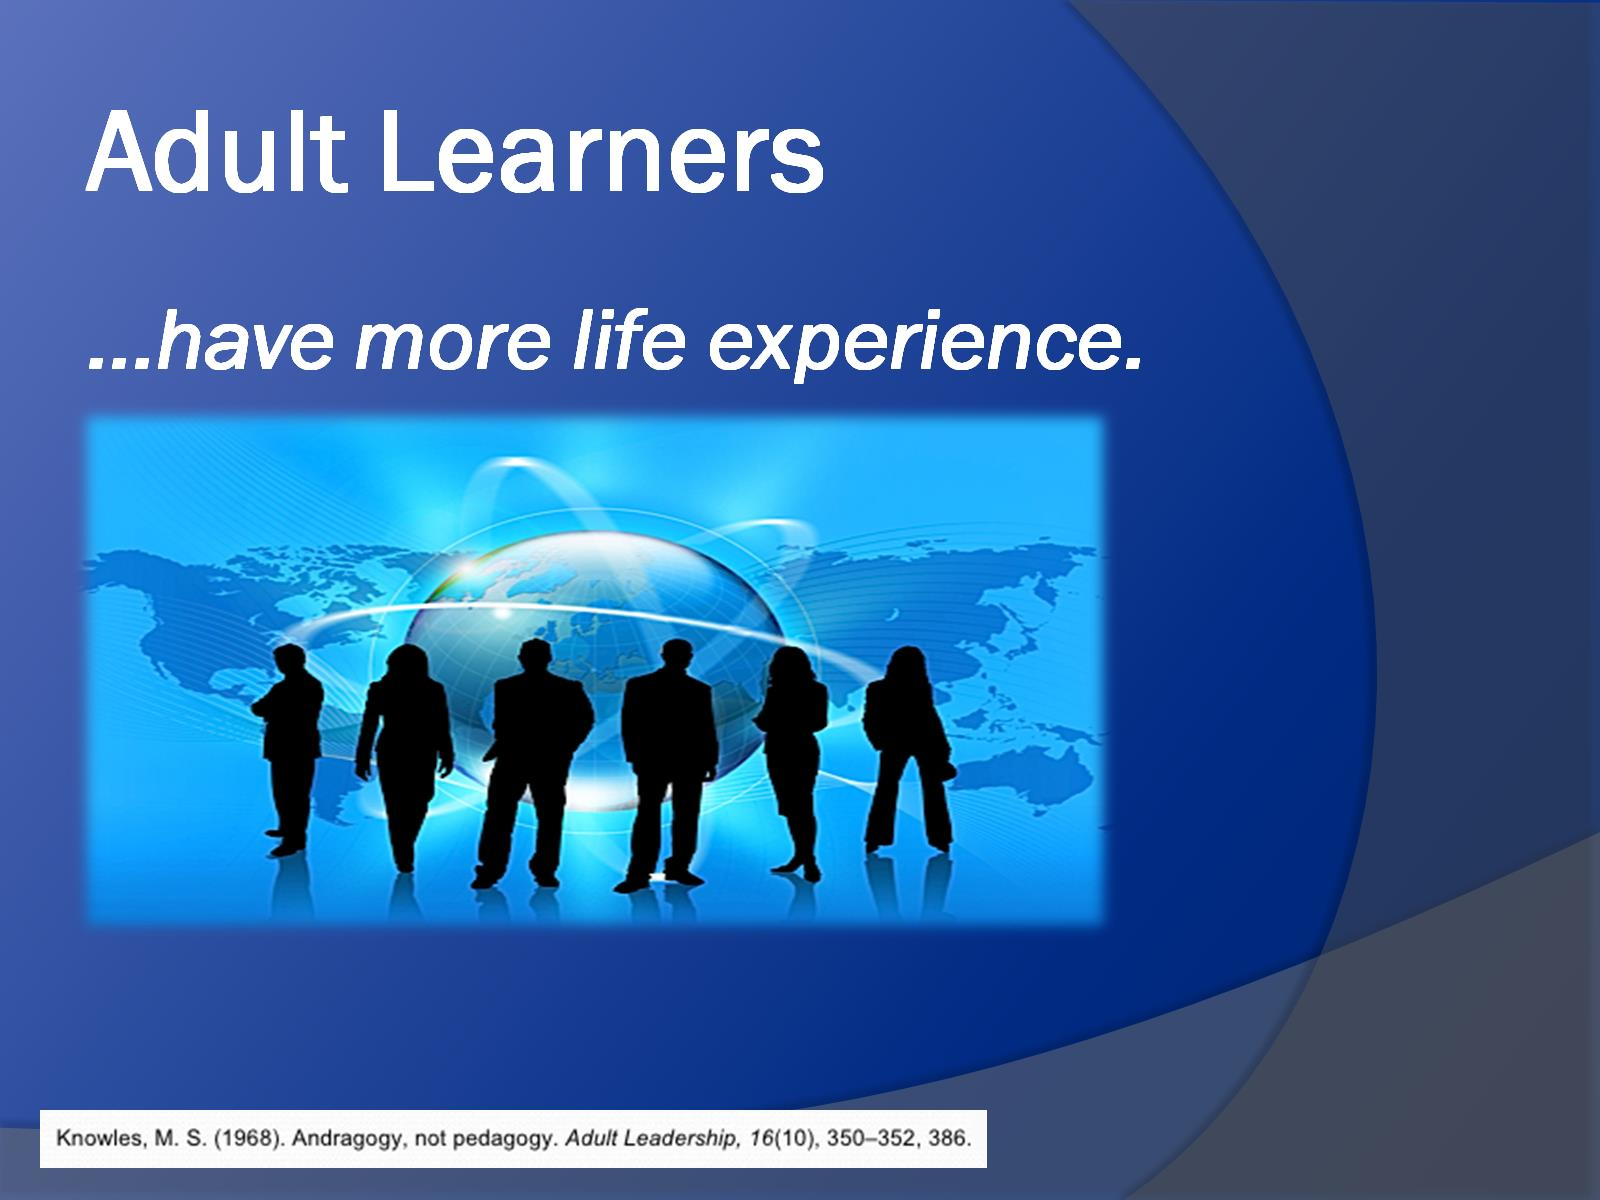 Adult Learners
…have more life experience.
Knowles, M. S. (1968). Andragogy, not pedagogy. Adult Leadership, 16(10), 350–352, 386.